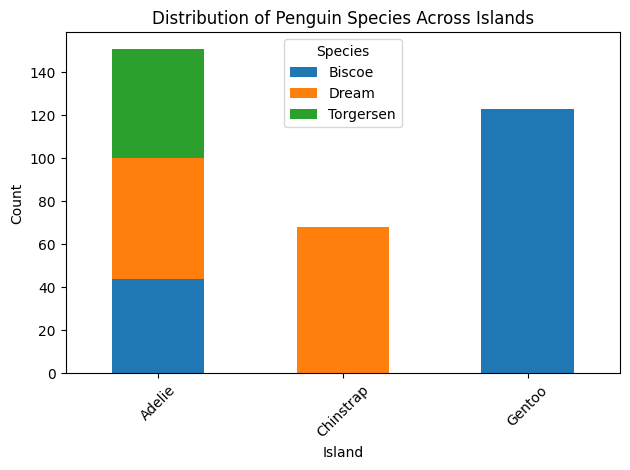 Distribution of Penguin Species Across Islands
Species
Biscoe
Dream
Torgersen
Count
140
120
100
80
60
40
20
0
Adelie
Chinstrap
Gentoo
Island